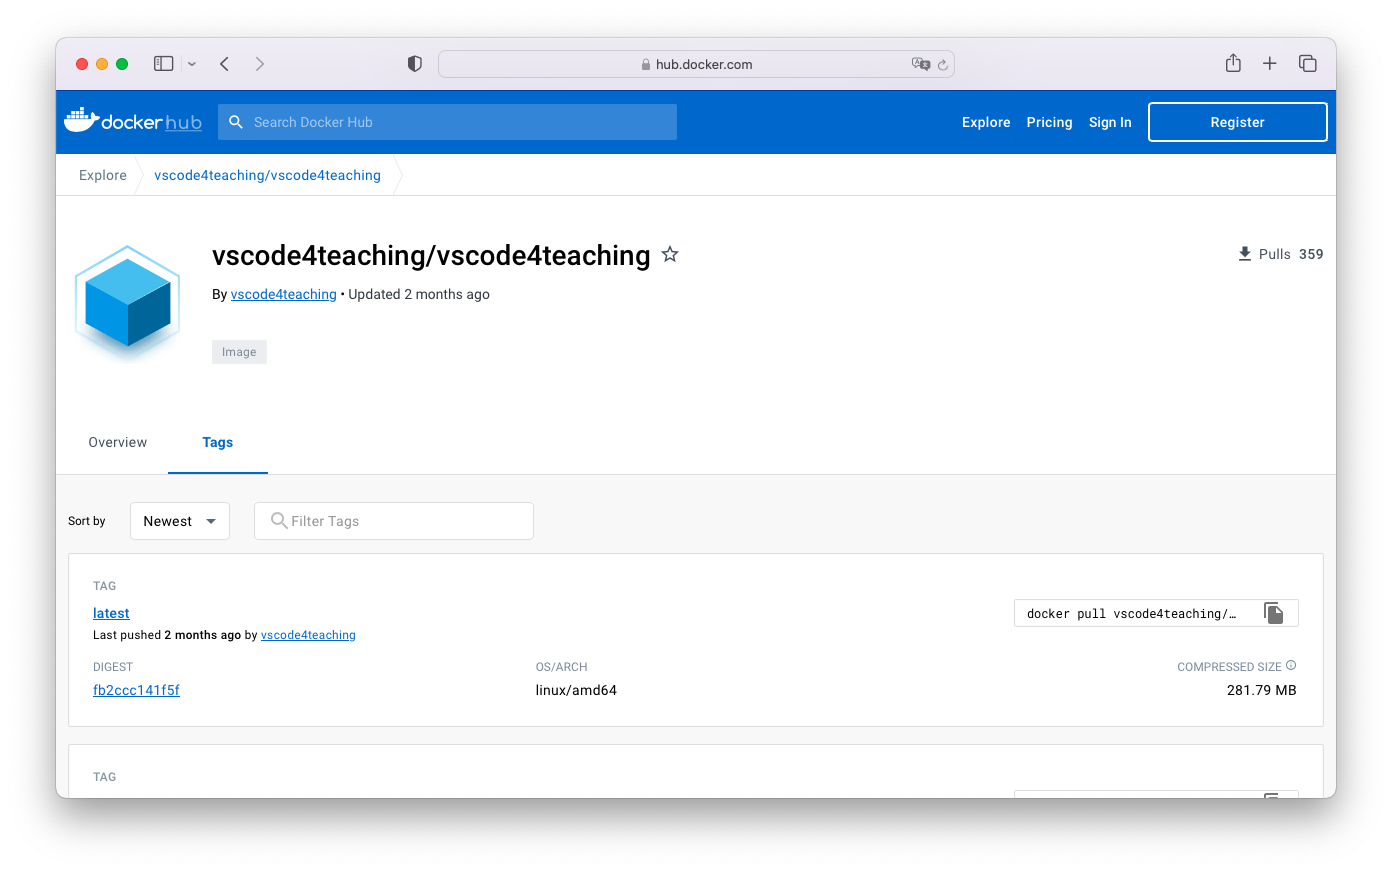 hub.docker.com
docker hub
Search Docker Hub
Explore
Pricing
Sign In
Register
Explore
vscode4teaching/vscode4teaching
vscode4teaching/vscode4teaching
Pulls 359
By vscode4teaching • Updated 2 months ago
Image
Overview
Tags
Sort by
Newest
Filter Tags
TAG
latest
docker pull vscode4teaching/…
Last pushed 2 months ago by vscode4teaching
DIGEST
OS/ARCH
COMPRESSED SIZE
fb2ccc141f5f
linux/amd64
281.79 MB
TAG